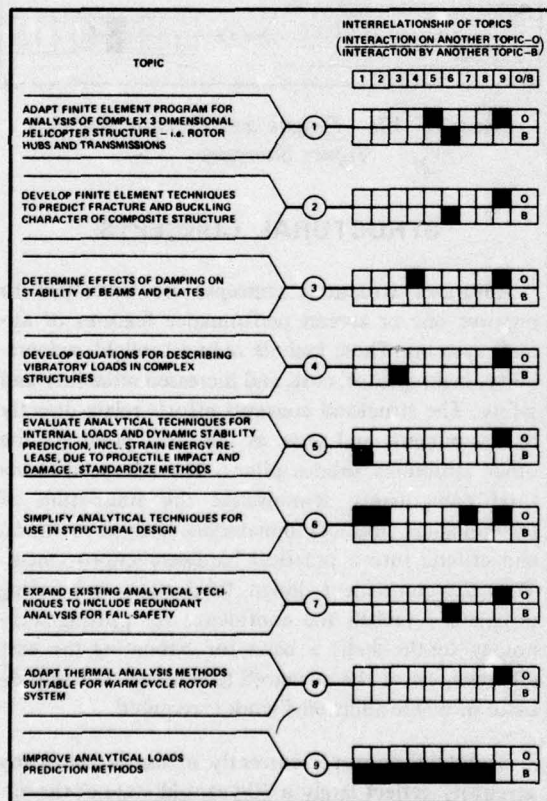 INTERRELATIONSHIP OF TOPICS
(INTERACTION ON ANOTHER TOPIC–O)
(INTERACTION BY ANOTHER TOPIC–B)
TOPIC
1 2 3 4 5 6 7 8 9 O/B
ADAPT FINITE ELEMENT PROGRAM FOR
ANALYSIS OF COMPLEX 3 DIMENSIONAL
HELICOPTER STRUCTURE – i.e. ROTOR
HUBS AND TRANSMISSIONS
1
O
B
DEVELOP FINITE ELEMENT TECHNIQUES
TO PREDICT FRACTURE AND BUCKLING
CHARACTER OF COMPOSITE STRUCTURE
2
O
B
DETERMINE EFFECTS OF DAMPING ON
STABILITY OF BEAMS AND PLATES
3
O
B
DEVELOP EQUATIONS FOR DESCRIBING
VIBRATORY LOADS IN COMPLEX
STRUCTURES
4
O
B
EVALUATE ANALYTICAL TECHNIQUES FOR
INTERNAL LOADS AND DYNAMIC STABILITY
PREDICTION, INCL. STRAIN ENERGY RE-
LEASE, DUE TO PROJECTILE IMPACT AND
DAMAGE. STANDARDIZE METHODS
5
O
B
SIMPLIFY ANALYTICAL TECHNIQUES FOR
USE IN STRUCTURAL DESIGN
6
O
B
EXPAND EXISTING ANALYTICAL TECH-
NIQUES TO INCLUDE REDUNDANT
ANALYSIS FOR FAIL SAFETY
7
O
B
ADAPT THERMAL ANALYSIS METHODS
SUITABLE FOR WARM CYCLE ROTOR
SYSTEM
8
O
B
IMPROVE ANALYTICAL LOADS
PREDICTION METHODS
9
O
B